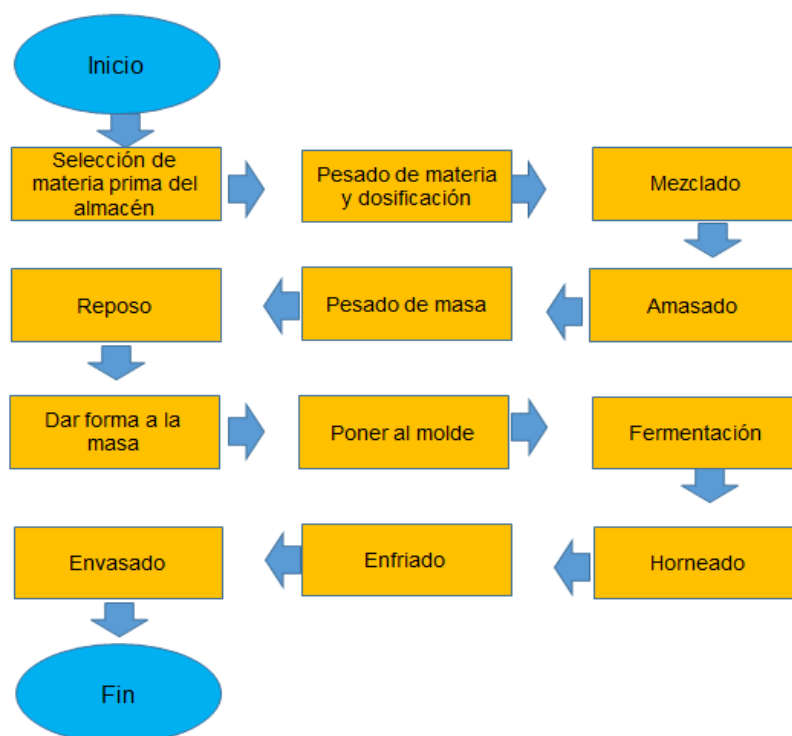 Inicio
Selección de
materia prima del
almacén
Pesado de materia
y dosificación
Mezclado
Amasado
Pesado de masa
Reposo
Dar forma a la
masa
Poner al molde
Fermentación
Horneado
Enfriado
Envasado
Fin